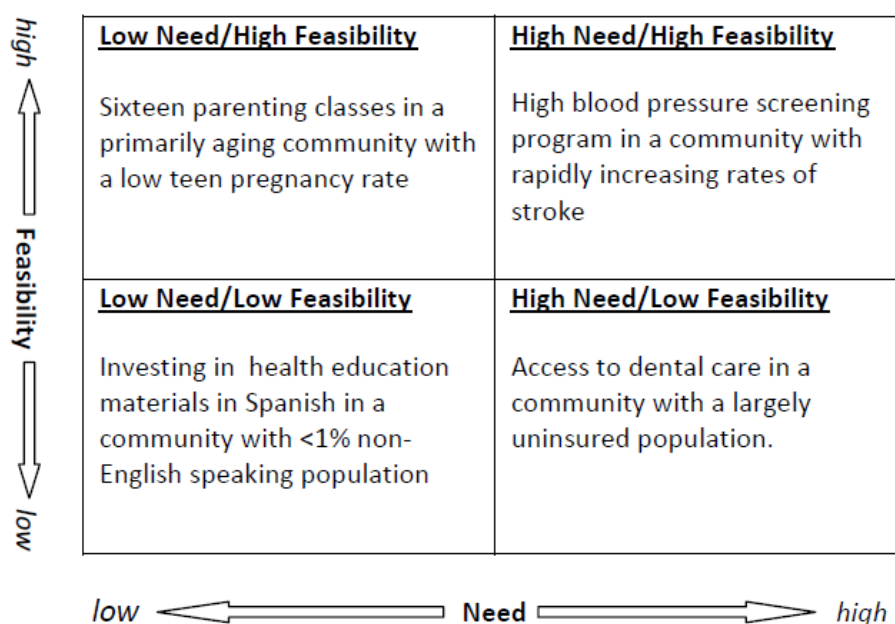 high
Feasibility
low
Low Need/High Feasibility
Sixteen parenting classes in a
primarily aging community with
a low teen pregnancy rate
High Need/High Feasibility
High blood pressure screening
program in a community with
rapidly increasing rates of
stroke
Low Need/Low Feasibility
Investing in  health education
materials in Spanish in a
community with <1% non-
English speaking population
High Need/Low Feasibility
Access to dental care in a
community with a largely
uninsured population.
low Need high